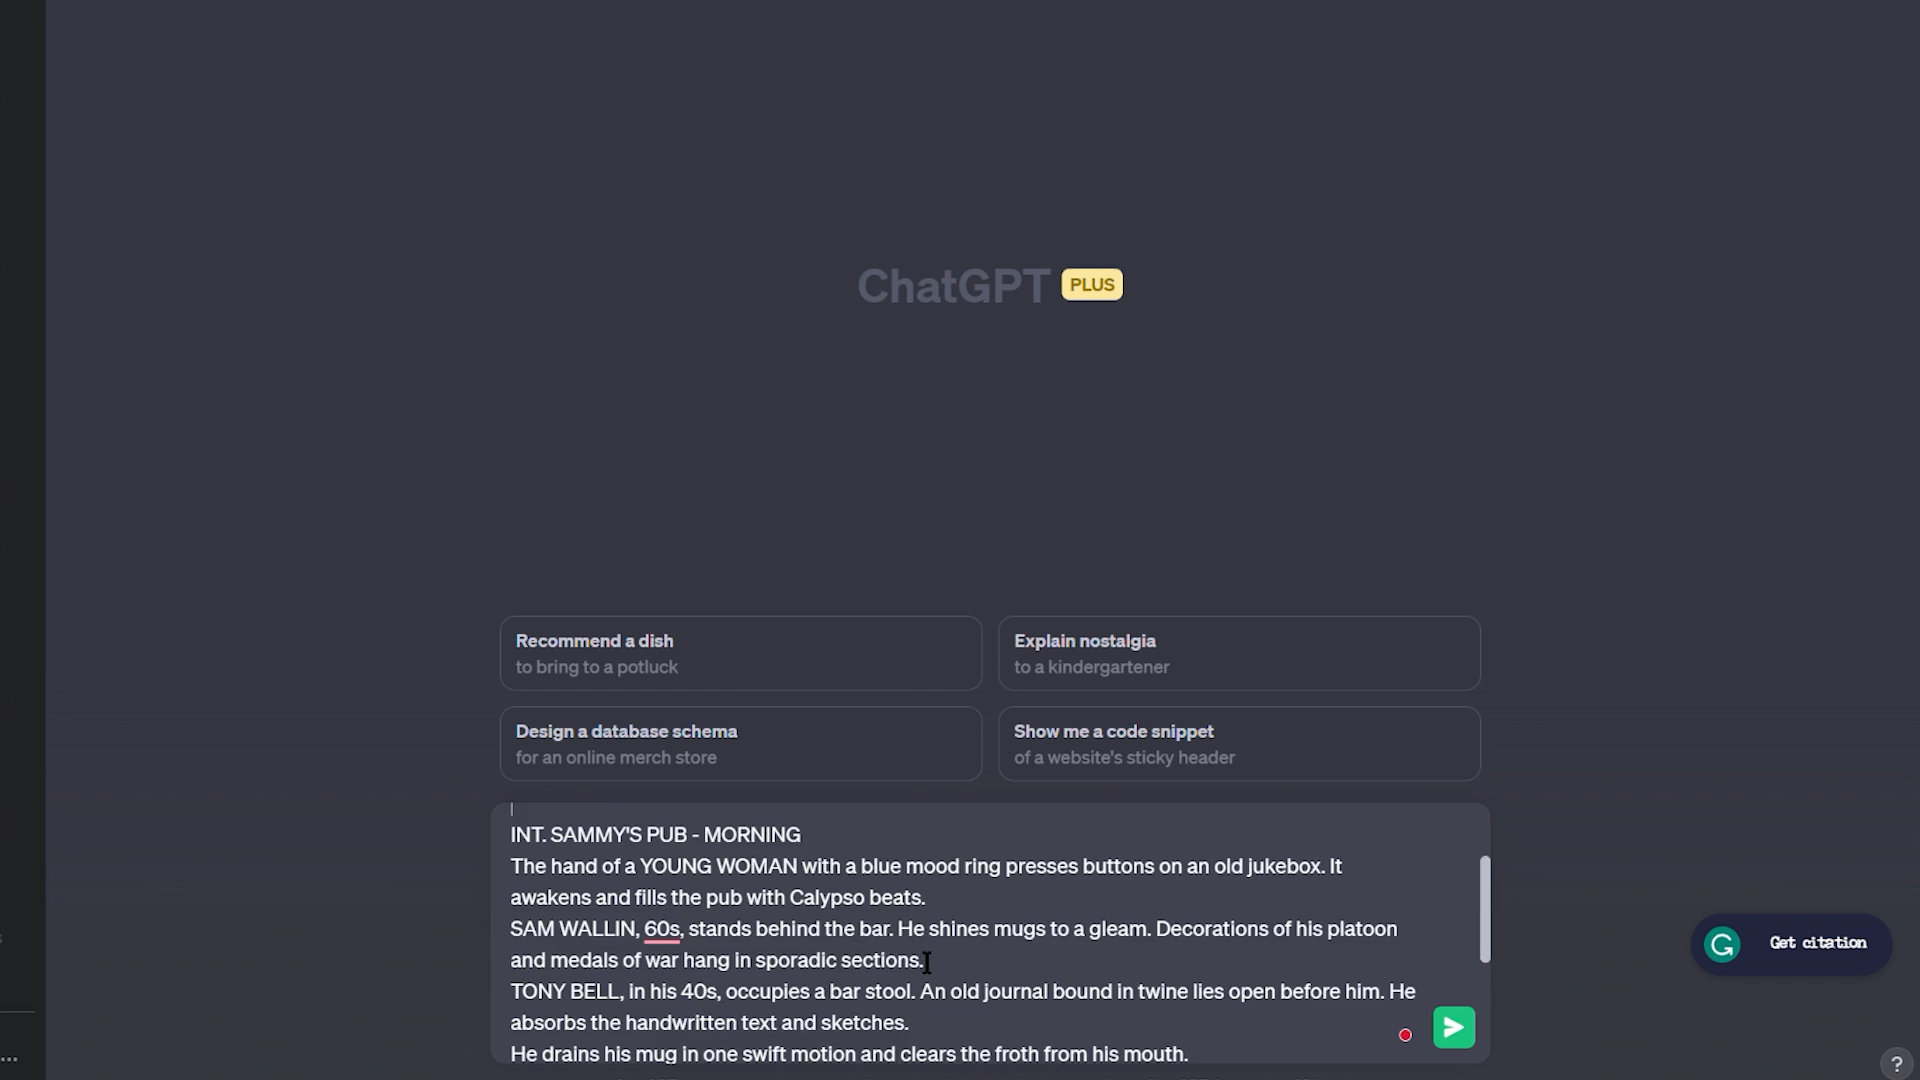 ChatGPT PLUS
Recommend a dish
to bring to a potluck
Explain nostalgia
to a kindergartener
Design a database schema
for an online merch store
Show me a code snippet
of a website's sticky header
INT. SAMMY'S PUB - MORNING
The hand of a YOUNG WOMAN with a blue mood ring presses buttons on an old jukebox. It
awakens and fills the pub with Calypso beats.
SAM WALLIN, 60s, stands behind the bar. He shines mugs to a gleam. Decorations of his platoon
and medals of war hang in sporadic sections.
TONY BELL, in his 40s, occupies a bar stool. An old journal bound in twine lies open before him. He
absorbs the handwritten text and sketches.
He drains his mug in one swift motion and clears the froth from his mouth.
Get citation
...
?